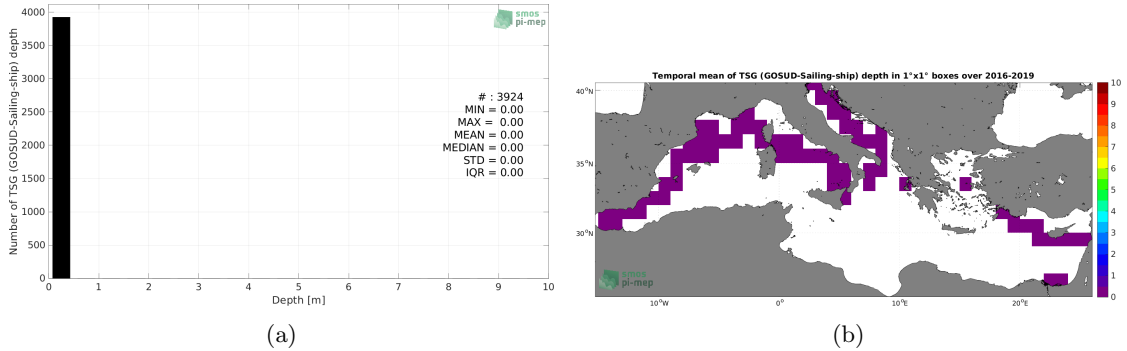 4000
3500
3000
2500
2000
1500
1000
500
0
Number of TSG (GOSUD-Sailing-ship) depth
smos
pi-mep
# : 3924
MIN = 0.00
MAX = 0.00
MEAN = 0.00
MEDIAN = 0.00
STD = 0.00
IQR = 0.00
0 1 2 3 4 5 6 7 8 9 10
Depth [m]
(a)
Temporal mean of TSG (GOSUD-Sailing-ship) depth in 1°x1° boxes over 2016-2019
40°N
35°N
30°N
smos
pi-mep
10°W 0° 10°E 20°E
10
9
8
7
6
5
4
3
2
1
0
(b)